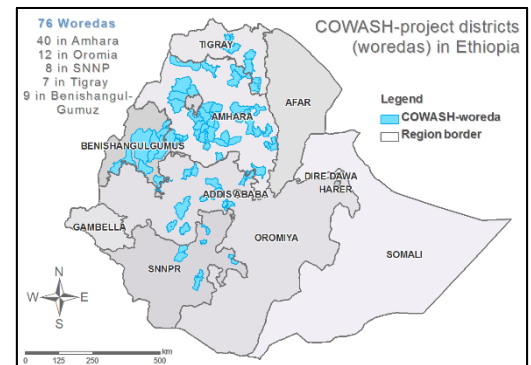 76 Woredas
40 in Amhara
12 in Oromia
8 in SNNP
7 in Tigray
9 in Benishangul-
Gumuz
COWASH-project districts
(woredas) in Ethiopia
Legend
COWASH-woreda
Region border
TIGRAY
AFAR
AMHARA
BENISHANGULGUMUS
DIRE DAWA
HARER
ADDIS ABABA
GAMBELLA
OROMIYA
SOMALI
SNNPR
N
W
E
S
km
0 125 250 500